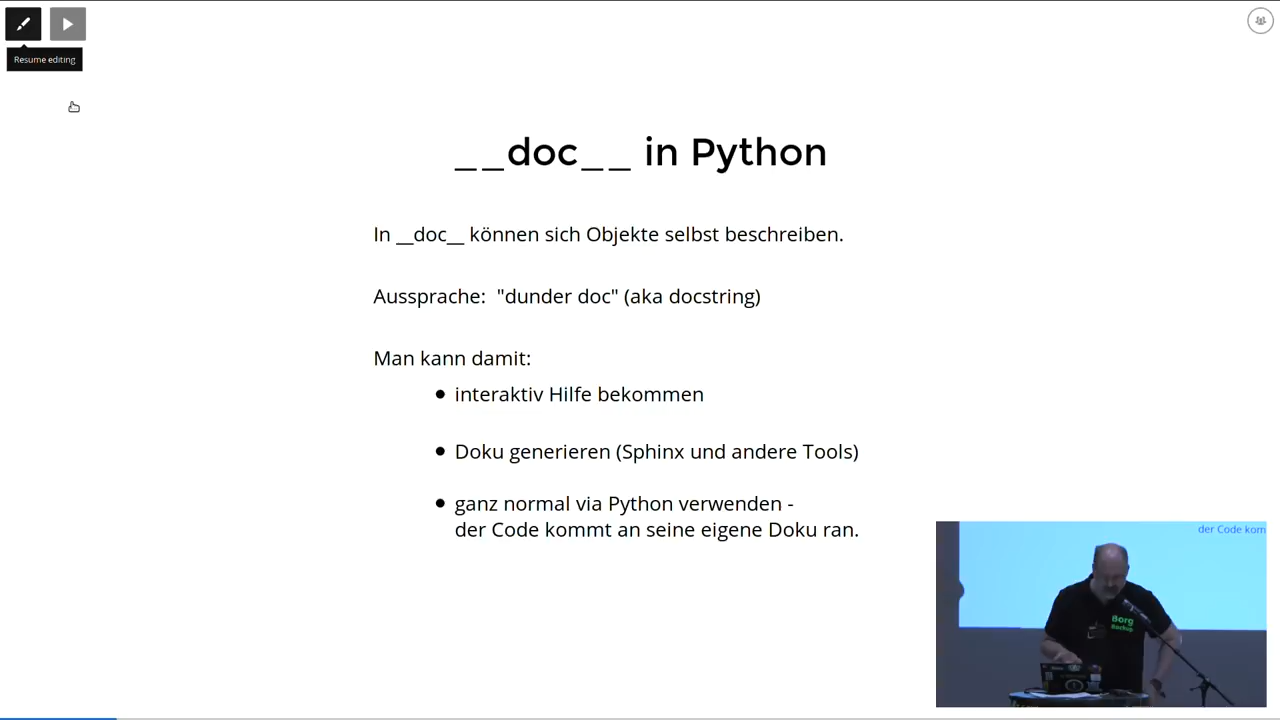 Resume editing
__doc__ in Python
In __doc__ können sich Objekte selbst beschreiben.
Aussprache:  "dunder doc" (aka docstring)
Man kann damit:
interaktiv Hilfe bekommen
Doku generieren (Sphinx und andere Tools)
ganz normal via Python verwenden -
der Code kommt an seine eigene Doku ran.
der Code kom
Borg
Backup